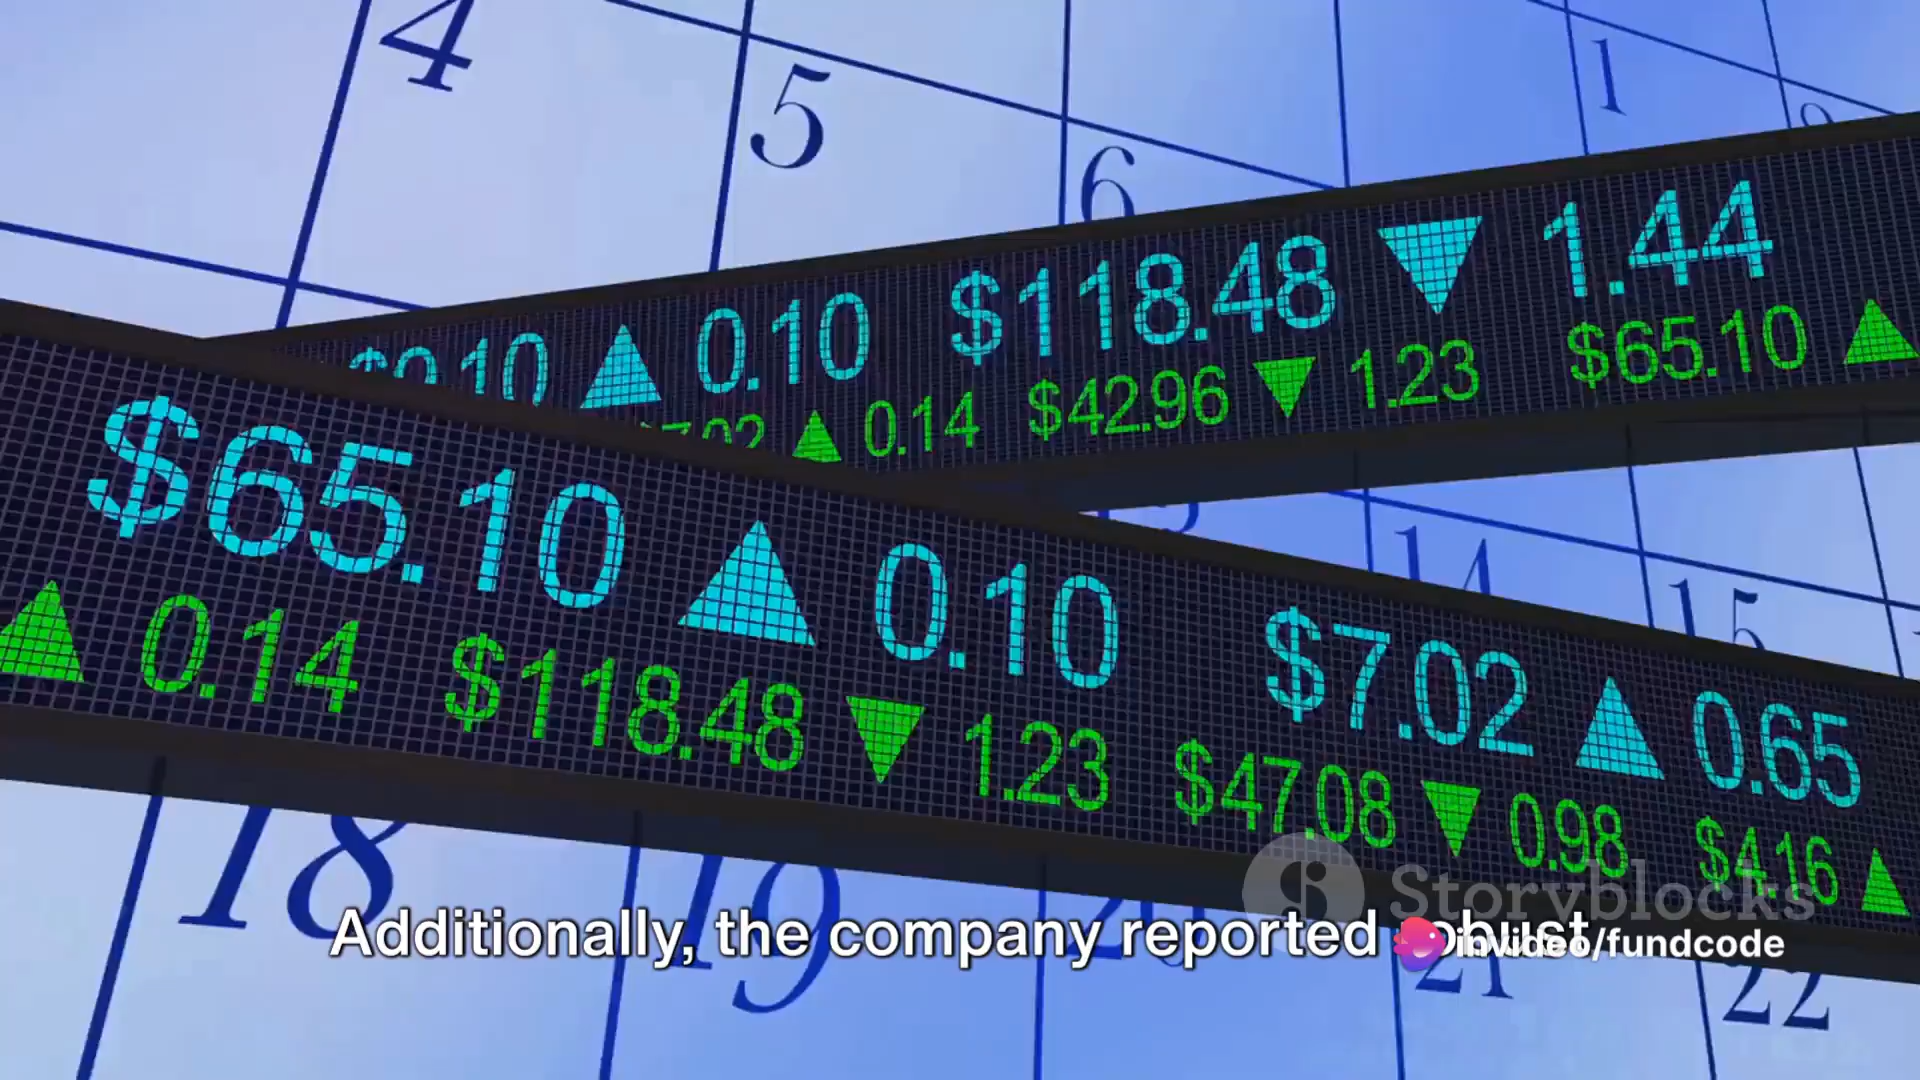 4
5
6
1
▲ 0.10 $118.48 ▼ 1.44
▲ 0.14 $42.96 ▼ 1.23 $65.10 ▲
14
15
$65.10 ▲ 0.10 $7.02 ▲ 0.65
▲ 0.14 $118.48 ▼ 1.23 $47.08 ▼ 0.98 $4.16 ▲
18
19
20
21
22
Storyblocks
Additionally, the company reported robust
invideo/fundcode